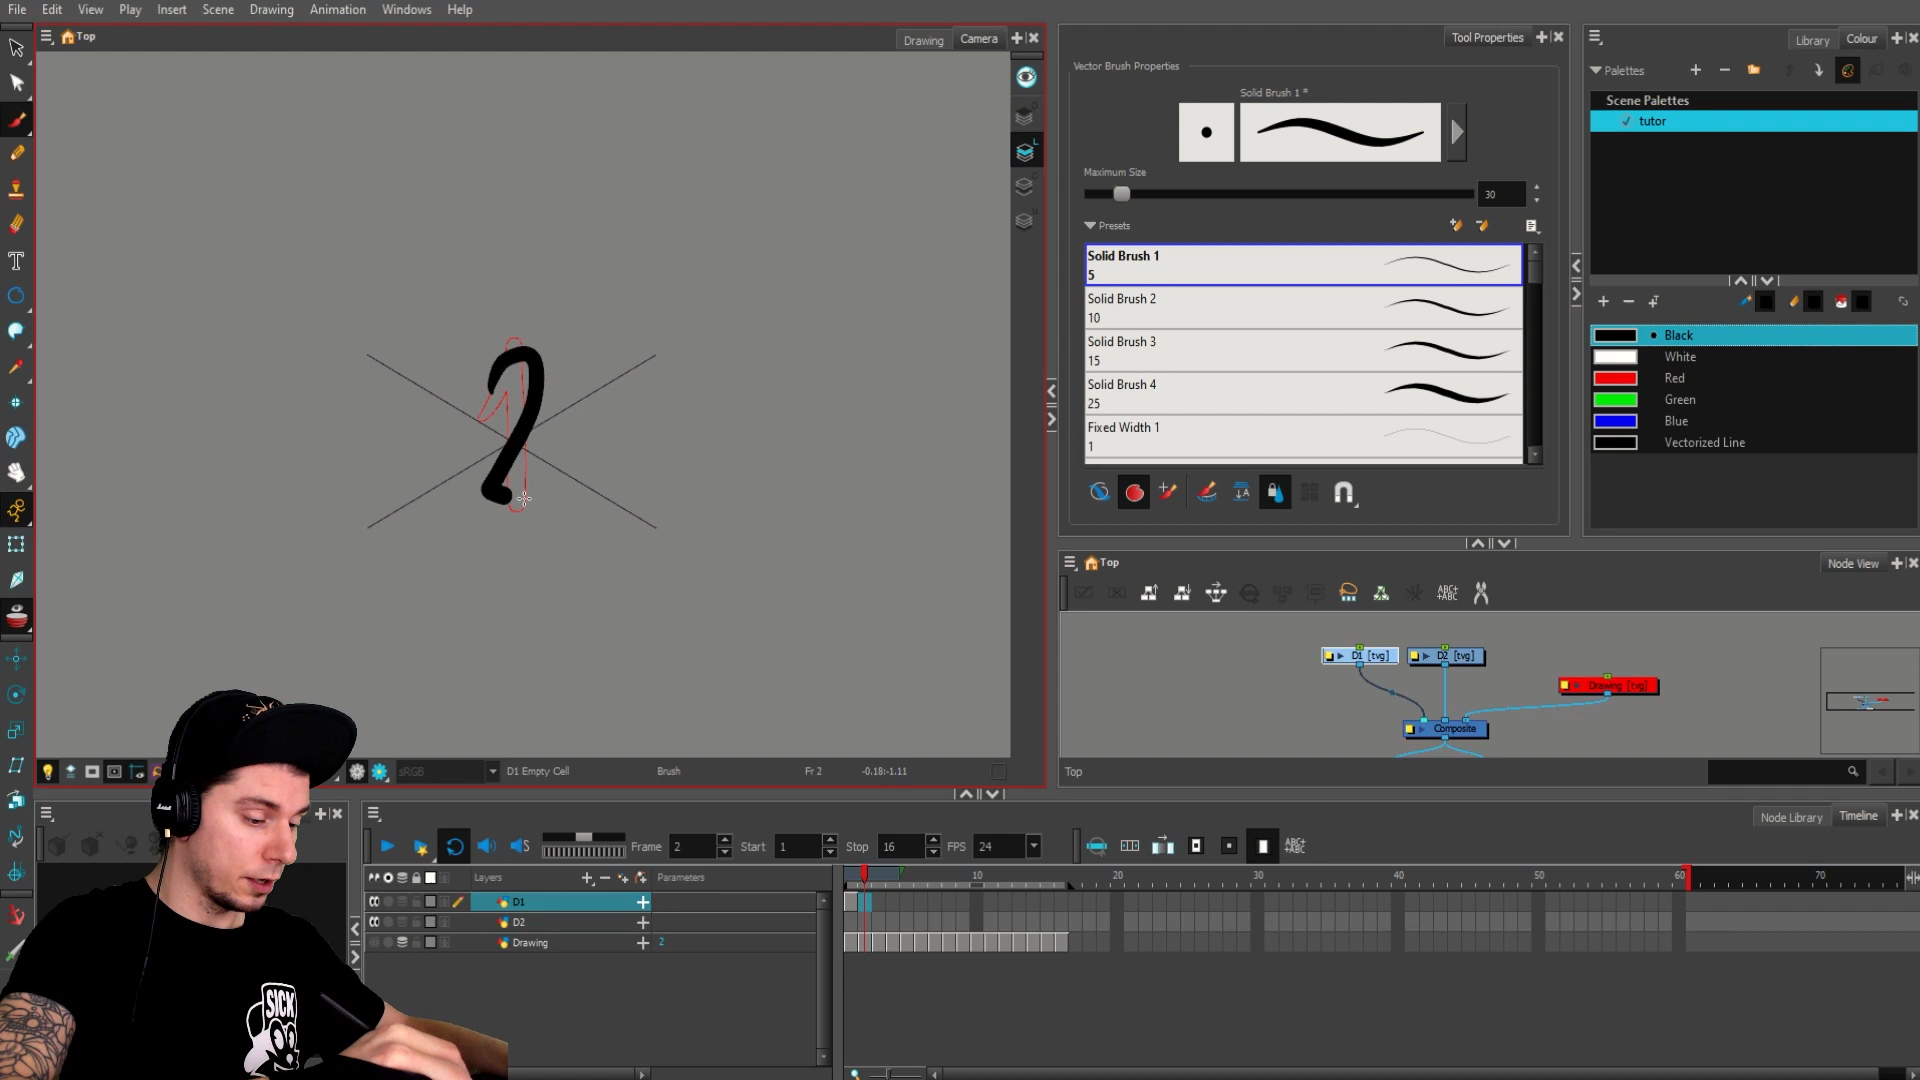 File Edit View Play Insert Scene Drawing Animation Windows Help
Top
Drawing Camera
Tool Properties
Library Colour
Vector Brush Properties
Solid Brush 1 *
Maximum Size
30
Presets
Solid Brush 1
5
Solid Brush 2
10
Solid Brush 3
15
Solid Brush 4
25
Fixed Width 1
1
Palettes
Scene Palettes
tutor
Black
White
Red
Green
Blue
Vectorized Line
Top
Node View
D1 [tvg]
D2 [tvg]
Drawing [tvg]
Composite
Top
sRGB
D1 Empty Cell
Brush
Fr 2
-0.18:-1.11
Node Library Timeline
Frame 2 Start 1 Stop 16 FPS 24
ABC+
+ABC
Layers
Parameters
10 20 30 40 50 60 70
D1
D2
Drawing
2
SICK